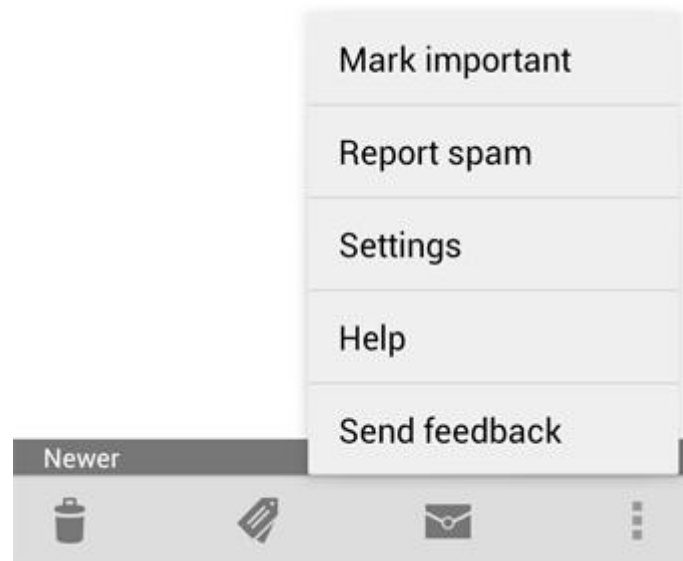 Mark important
Report spam
Settings
Help
Send feedback
Newer